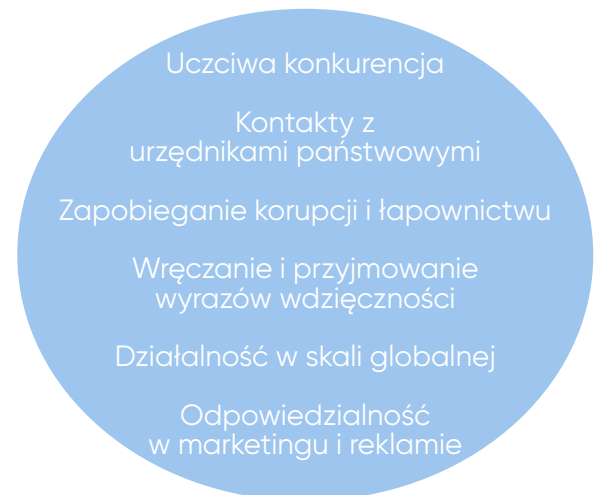 Uczciwa konkurencja
Kontakty z
urzędnikami państwowymi
Zapobieganie korupcji i łapownictwu
Wręczanie i przyjmowanie
wyrazów wdzięczności
Działalność w skali globalnej
Odpowiedzialność
w marketingu i reklamie